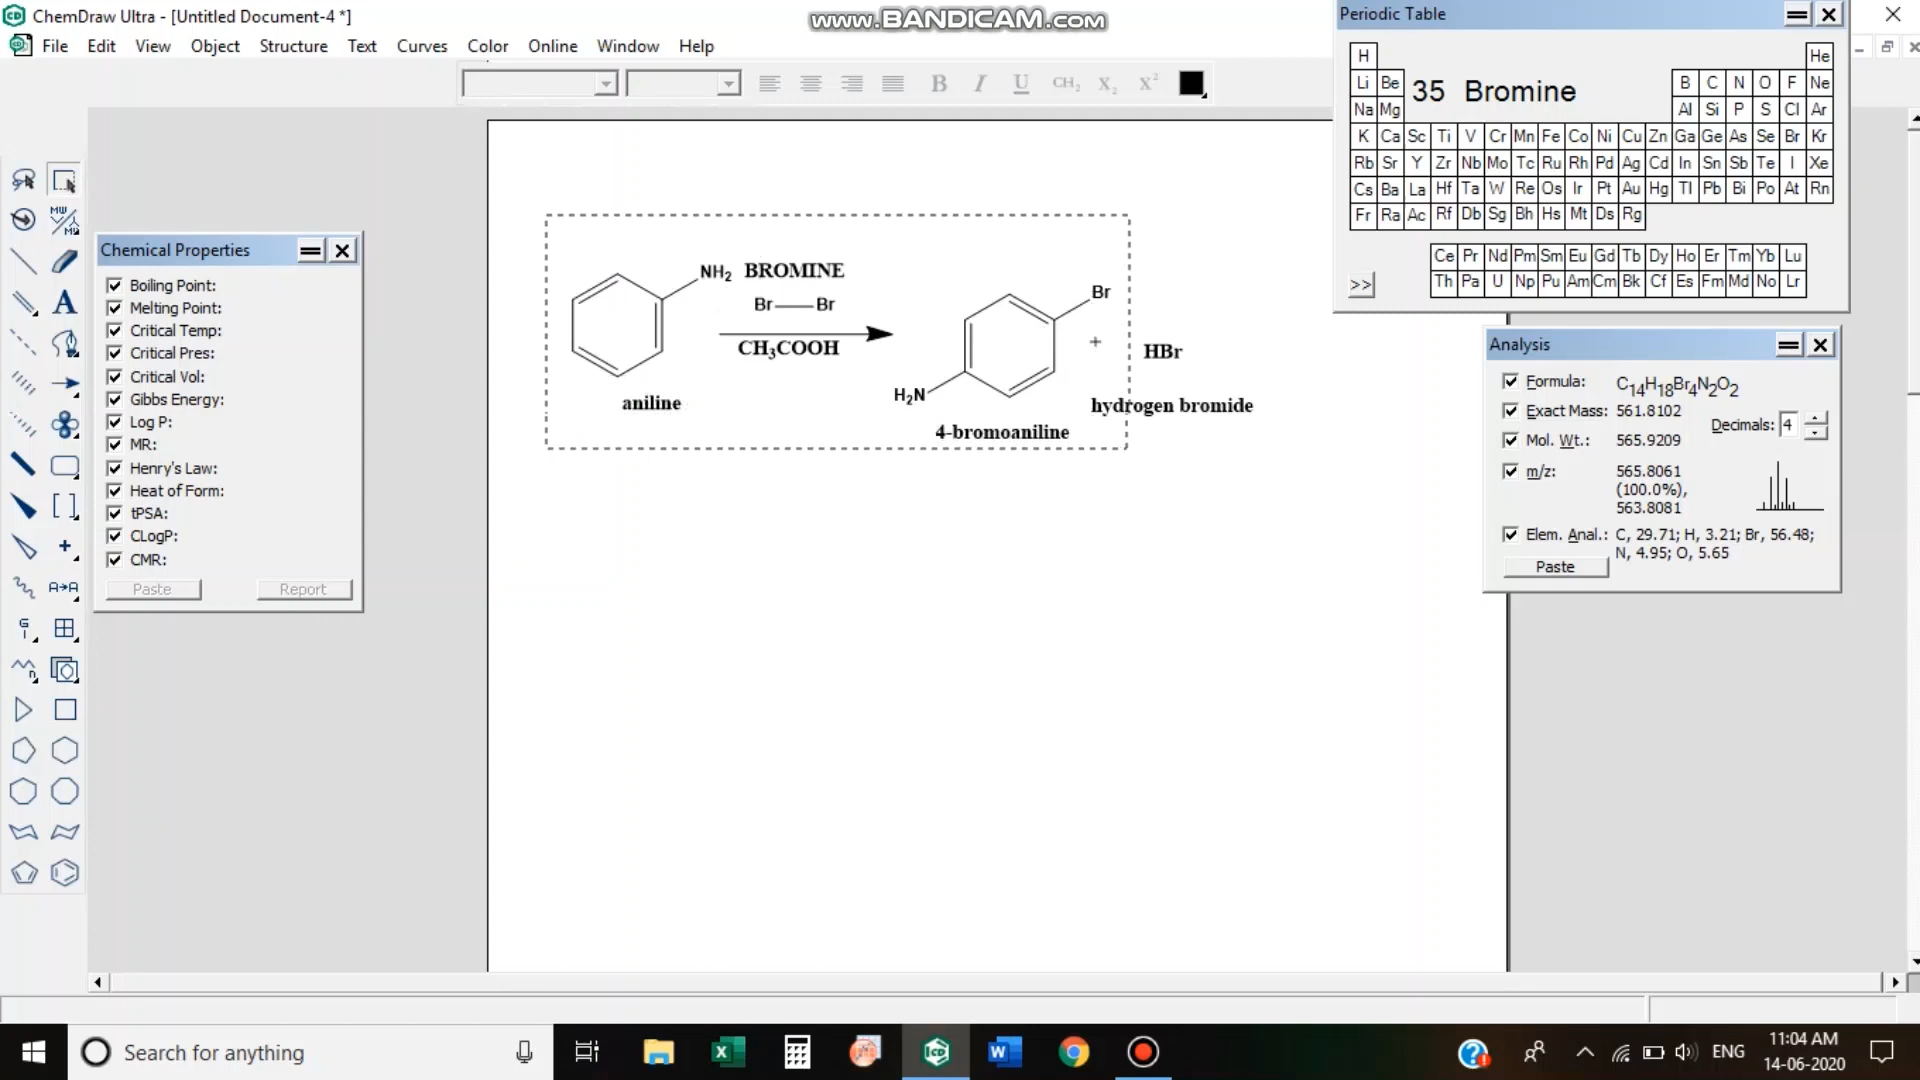 ChemDraw Ultra - [Untitled Document-4 *]
www.BANDICAM.com
File Edit View Object Structure Text Curves Color Online Window Help
B I U CH2 X2 X2
Periodic Table
H He
Li Be B C N O F Ne
35 Bromine
Na Mg Al Si P S Cl Ar
K Ca Sc Ti V Cr Mn Fe Co Ni Cu Zn Ga Ge As Se Br Kr
Rb Sr Y Zr Nb Mo Tc Ru Rh Pd Ag Cd In Sn Sb Te I Xe
Cs Ba La Hf Ta W Re Os Ir Pt Au Hg Tl Pb Bi Po At Rn
Fr Ra Ac Rf Db Sg Bh Hs Mt Ds Rg
Ce Pr Nd Pm Sm Eu Gd Tb Dy Ho Er Tm Yb Lu
>> Th Pa U Np Pu Am Cm Bk Cf Es Fm Md No Lr
Chemical Properties
Boiling Point:
Melting Point:
Critical Temp:
Critical Pres:
Critical Vol:
Gibbs Energy:
Log P:
MR:
Henry's Law:
Heat of Form:
tPSA:
CLogP:
CMR:
Paste Report
NH2 BROMINE
Br Br
CH3COOH
aniline
Br
+
HBr
H2N
hydrogen bromide
4-bromoaniline
Analysis
Formula: C14H18Br4N2O2
Exact Mass: 561.8102
Decimals: 4
Mol. Wt.: 565.9209
m/z: 565.8061
(100.0%),
563.8081
Elem. Anal.: C, 29.71; H, 3.21; Br, 56.48;
N, 4.95; O, 5.65
Paste
Search for anything
ENG
11:04 AM
14-06-2020